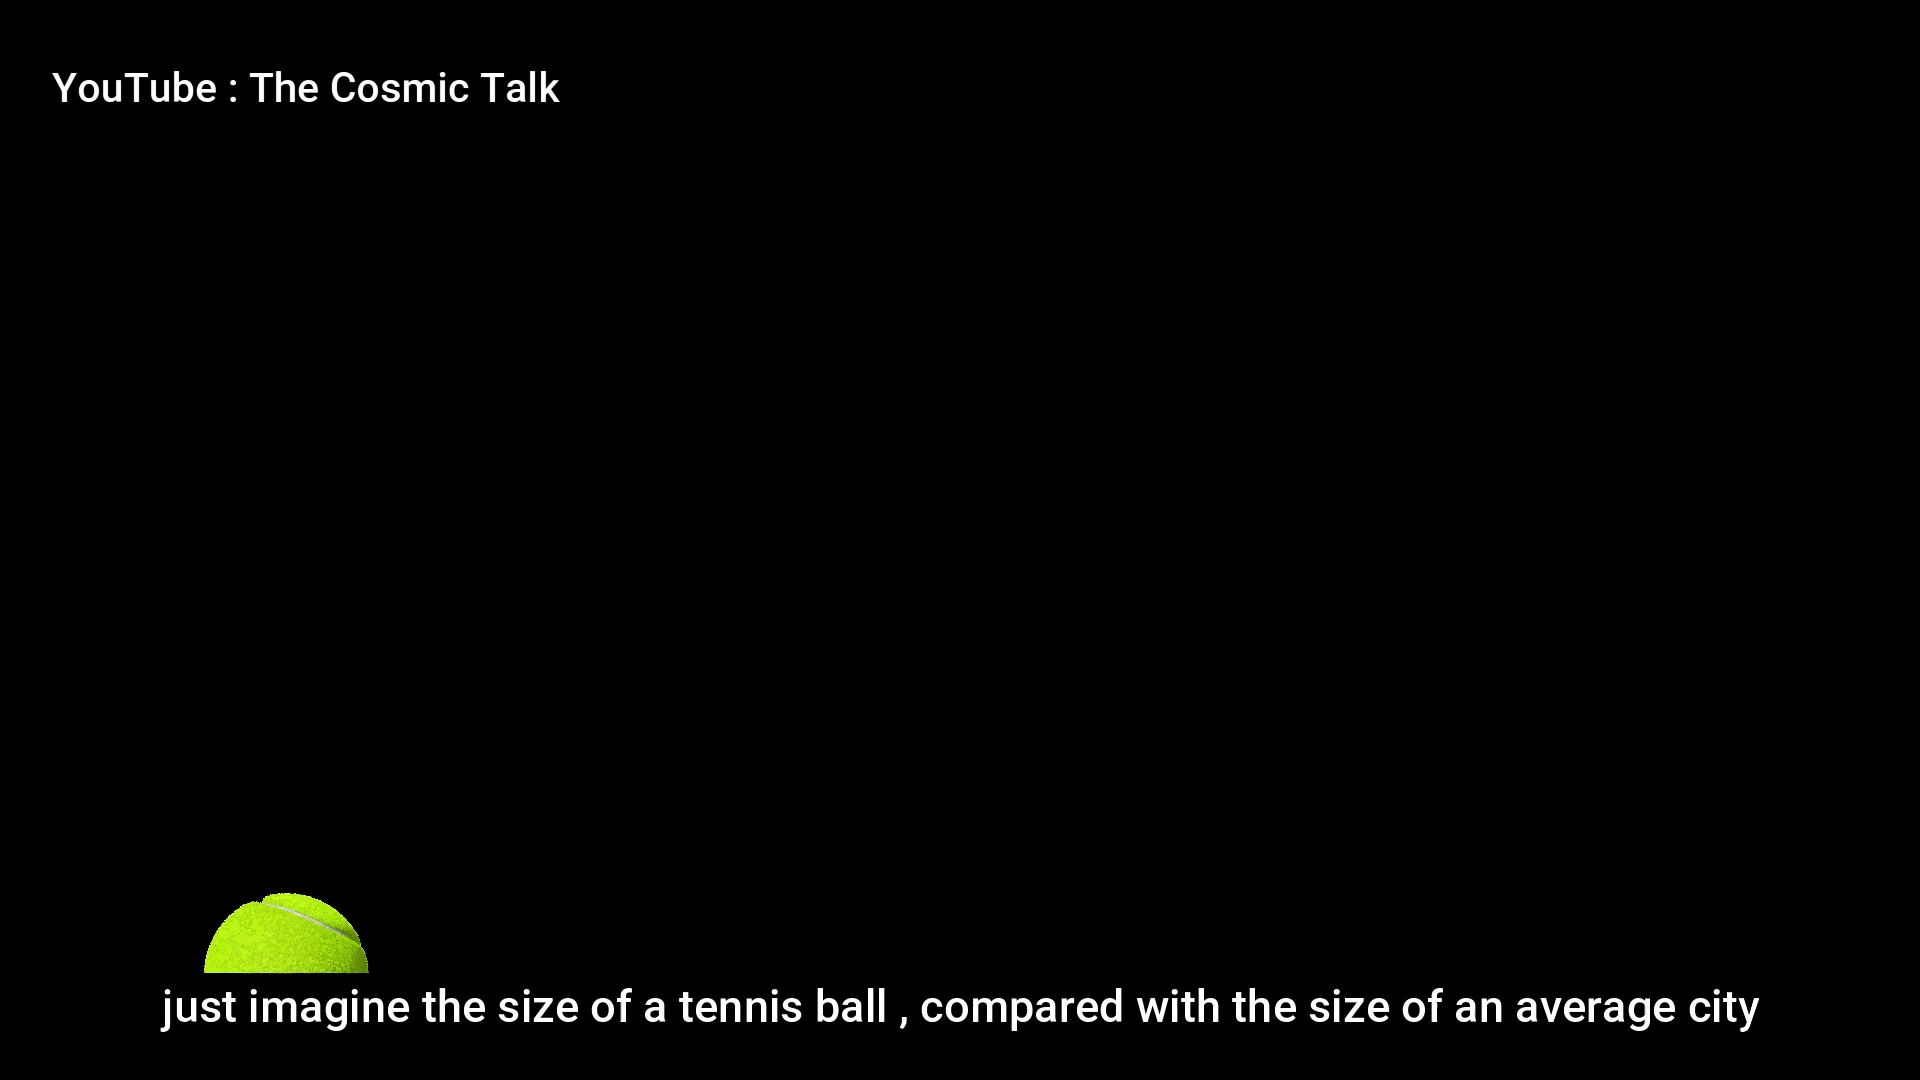 YouTube : The Cosmic Talk
just imagine the size of a tennis ball , compared with the size of an average city